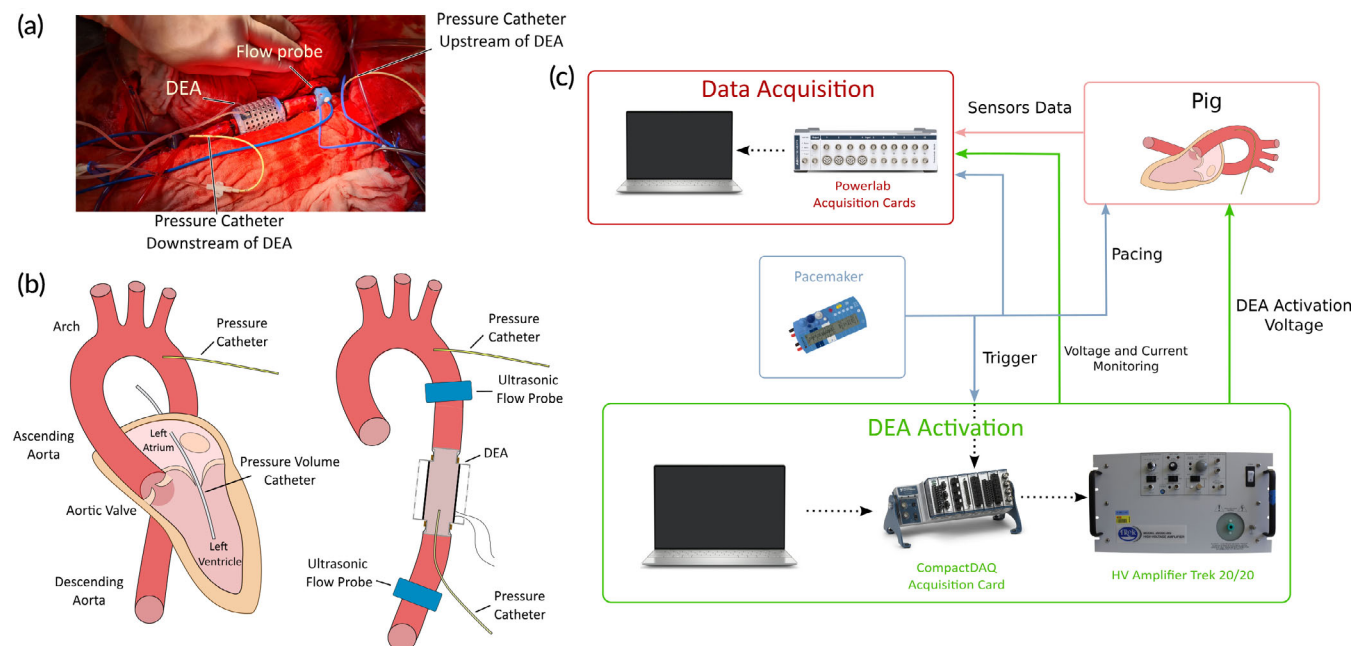 (a)
Pressure Catheter
Upstream of DEA
Flow probe
DEA
Pressure Catheter
Downstream of DEA
(b)
Arch
Pressure
Catheter
Ascending
Aorta
Left
Atrium
Pressure Volume
Catheter
Aortic Valve
Left
Ventricle
Descending
Aorta
Pressure
Catheter
Ultrasonic
Flow Probe
DEA
Ultrasonic
Flow Probe
Pressure
Catheter
(c)
Data Acquisition
Powerlab
Acquisition Cards
Sensors Data
Pig
Pacemaker
Pacing
Trigger
Voltage and Current
Monitoring
DEA Activation
Voltage
DEA Activation
CompactDAQ
Acquisition Card
TREK
HV Amplifier Trek 20/20